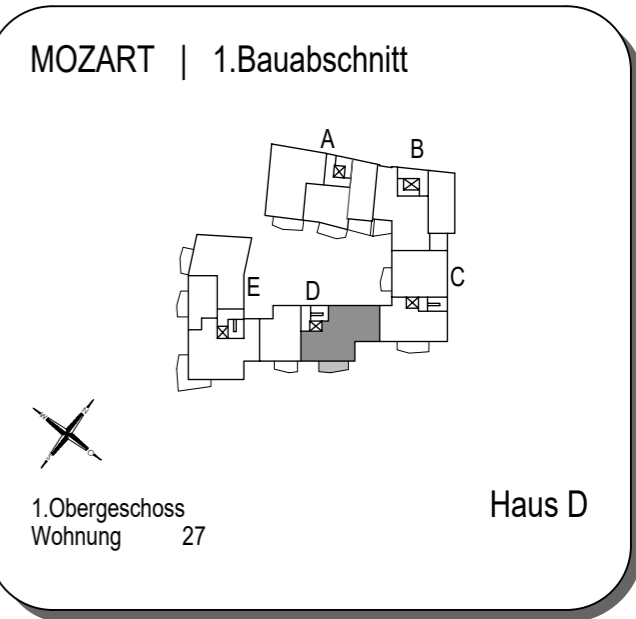 MOZART | 1.Bauabschnitt
A
B
C
E
D
N
W
O
S
1.Obergeschoss
Wohnung 27
Haus D